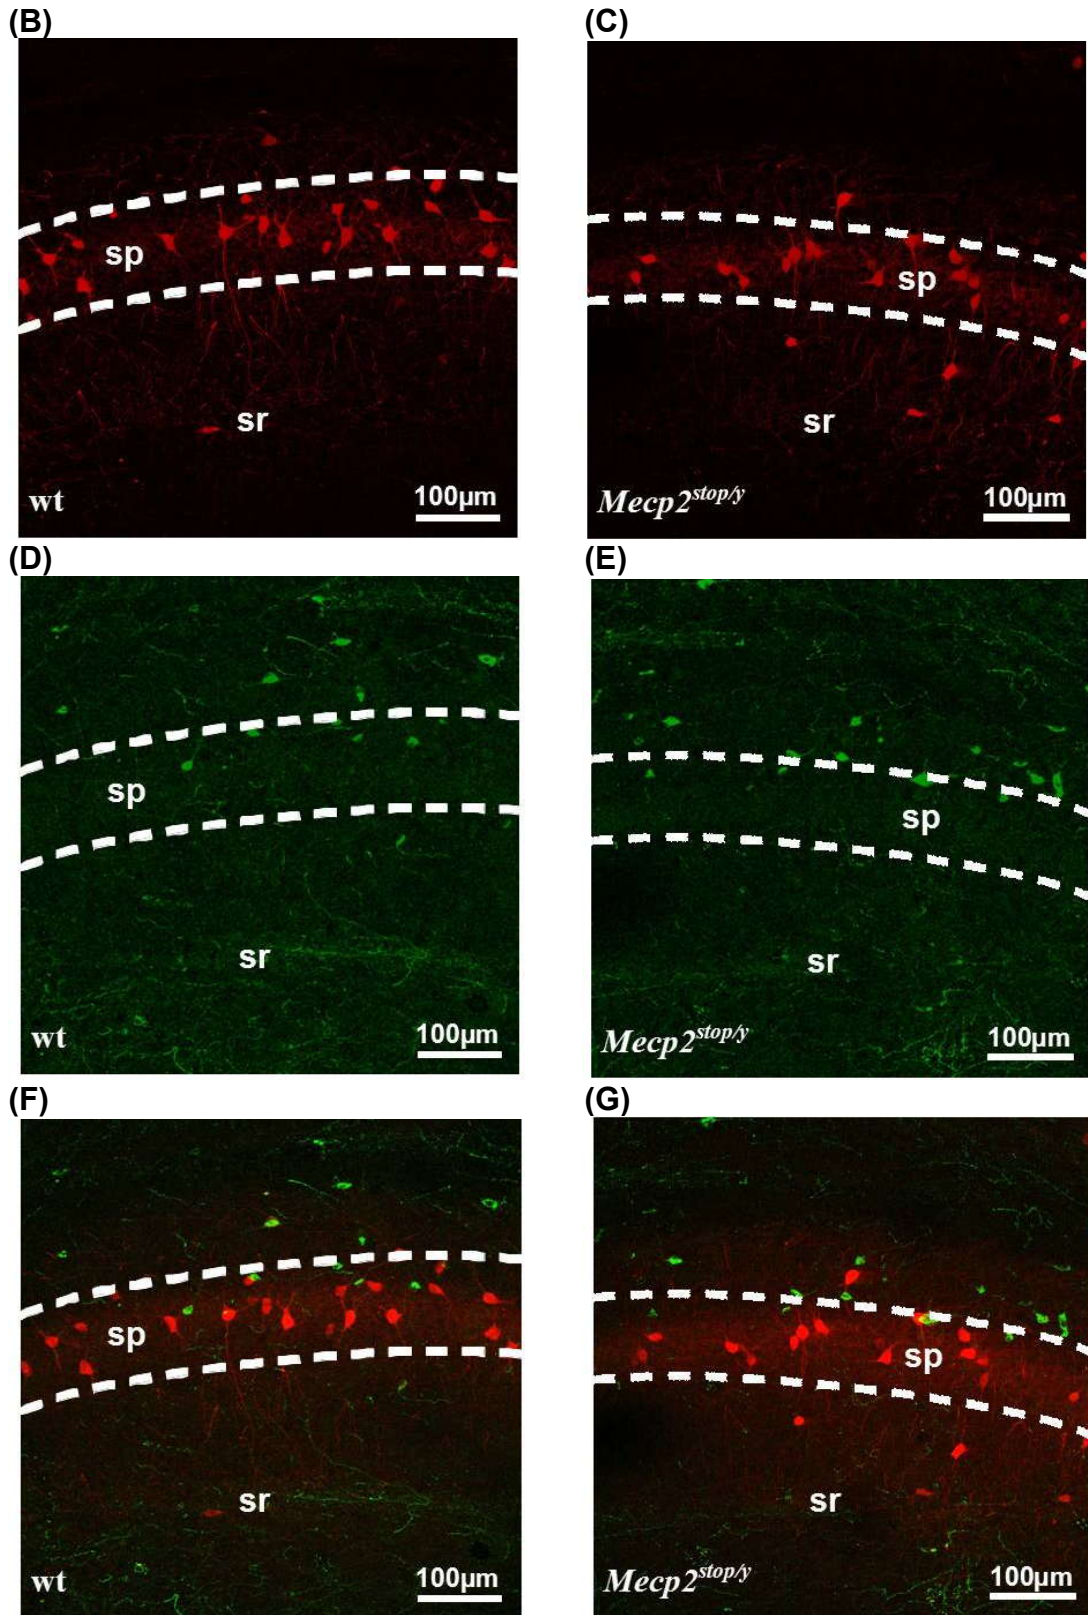 (B)
(C)
sp
sr
wt
100µm
sp
sr
Mecp2stop/y
100µm
(D)
(E)
sp
sr
wt
100µm
sp
sr
Mecp2stop/y
100µm
(F)
(G)
sp
sr
wt
100µm
sp
sr
Mecp2stop/y
100µm